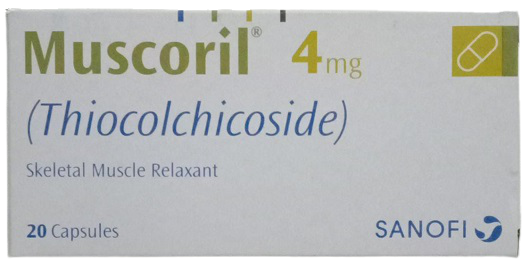 Muscoril® 4mg
(Thiocolchicoside)
Skeletal Muscle Relaxant
20 Capsules
SANOFI